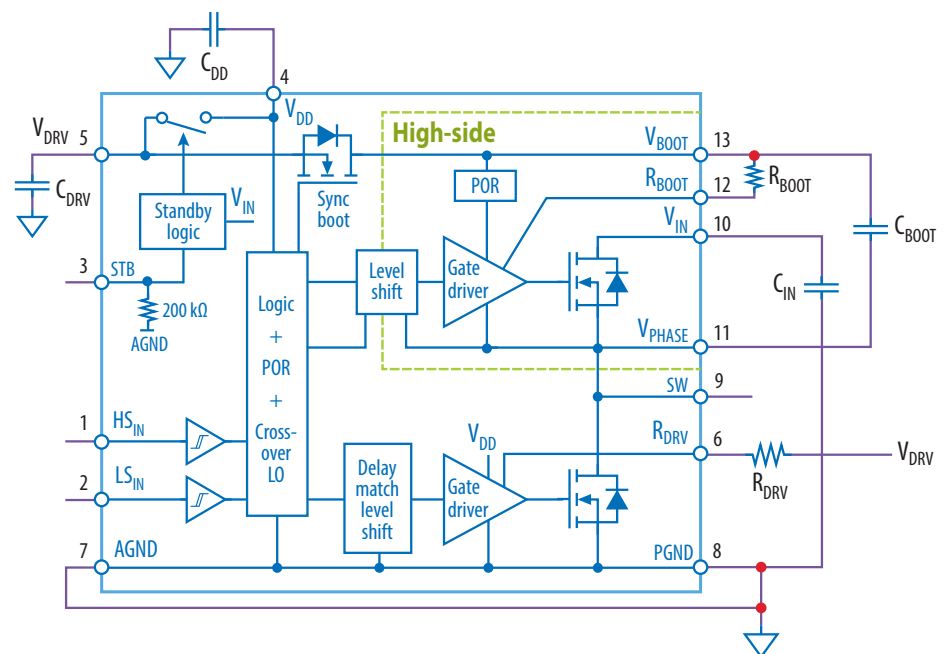 C_DD
4
V_DD
V_DRV
5
C_DRV
High-side
V_BOOT
13
POR
R_BOOT
12
R_BOOT
Sync
boot
V_IN
Standby
logic
V_IN
10
C_BOOT
3
STB
200 kΩ
AGND
Logic
+
POR
+
Cross-
over
LO
Level
shift
Gate
driver
C_IN
V_PHASE
11
SW
9
1
HS_IN
2
LS_IN
Delay
match
level
shift
V_DD
Gate
driver
R_DRV
6
R_DRV
V_DRV
7
AGND
PGND
8